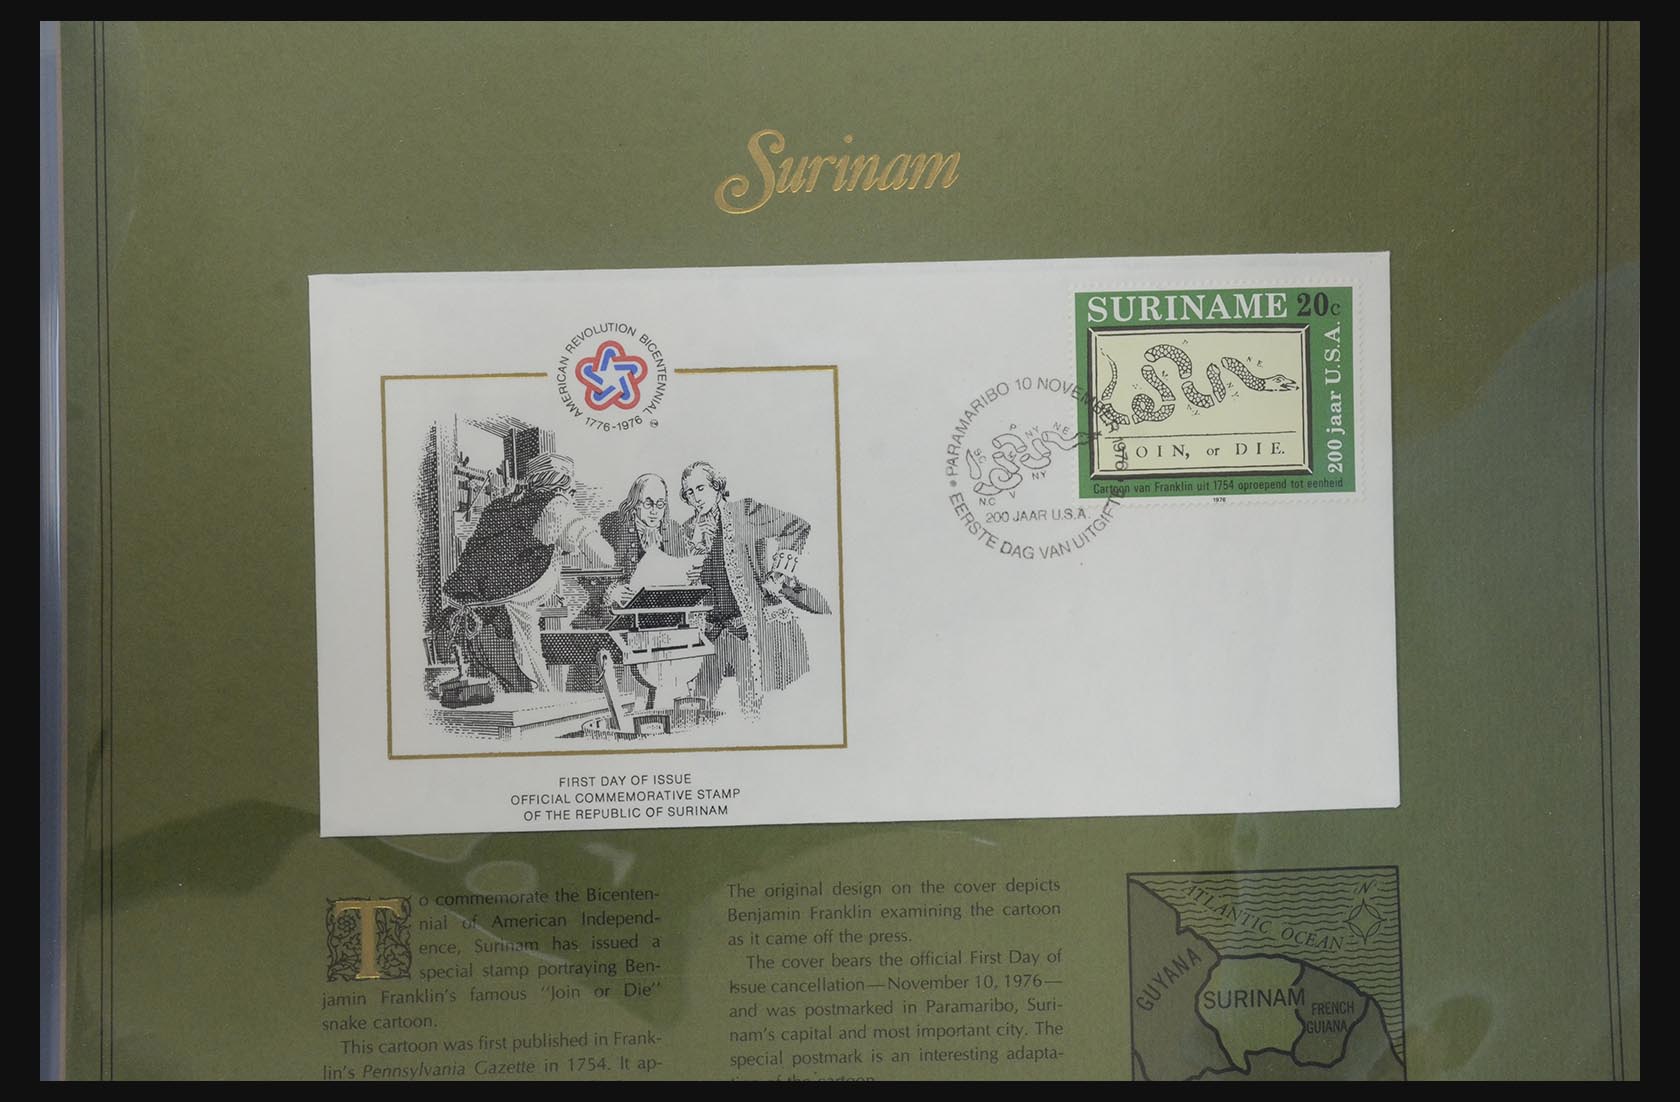 Surinam
AMERICAN REVOLUTION BICENTENNIAL
1776-1976
SURINAME 20c
200 jaar U.S.A.
JOIN, or DIE.
Cartoon van Franklin uit 1754 oproepend tot eenheid
1976
PARAMARIBO 10 NOVEMBER 1976
P NY N.E
S.C
NY
N.C V
200 JAAR U.S.A.
EERSTE DAG VAN UITGIFTE
FIRST DAY OF ISSUE
OFFICIAL COMMEMORATIVE STAMP
OF THE REPUBLIC OF SURINAM
To commemorate the Bicenten-
nial of American Independ-
ence, Surinam has issued a
special stamp portraying Ben-
jamin Franklin's famous "Join or Die"
snake cartoon.
This cartoon was first published in Frank-
lin's Pennsylvania Gazette in 1754. It ap-
The original design on the cover depicts
Benjamin Franklin examining the cartoon
as it came off the press.
The cover bears the official First Day of
Issue cancellation—November 10, 1976—
and was postmarked in Paramaribo, Suri-
nam's capital and most important city. The
special postmark is an interesting adapta-
tion of the cartoon.
ATLANTIC OCEAN
N
GUYANA
SURINAM
FRENCH
GUIANA